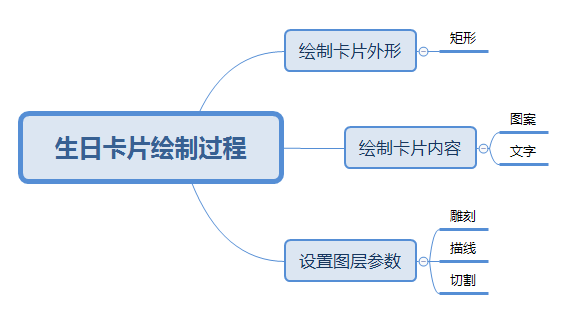 生日卡片绘制过程
绘制卡片外形
矩形
绘制卡片内容
图案
文字
设置图层参数
雕刻
描线
切割